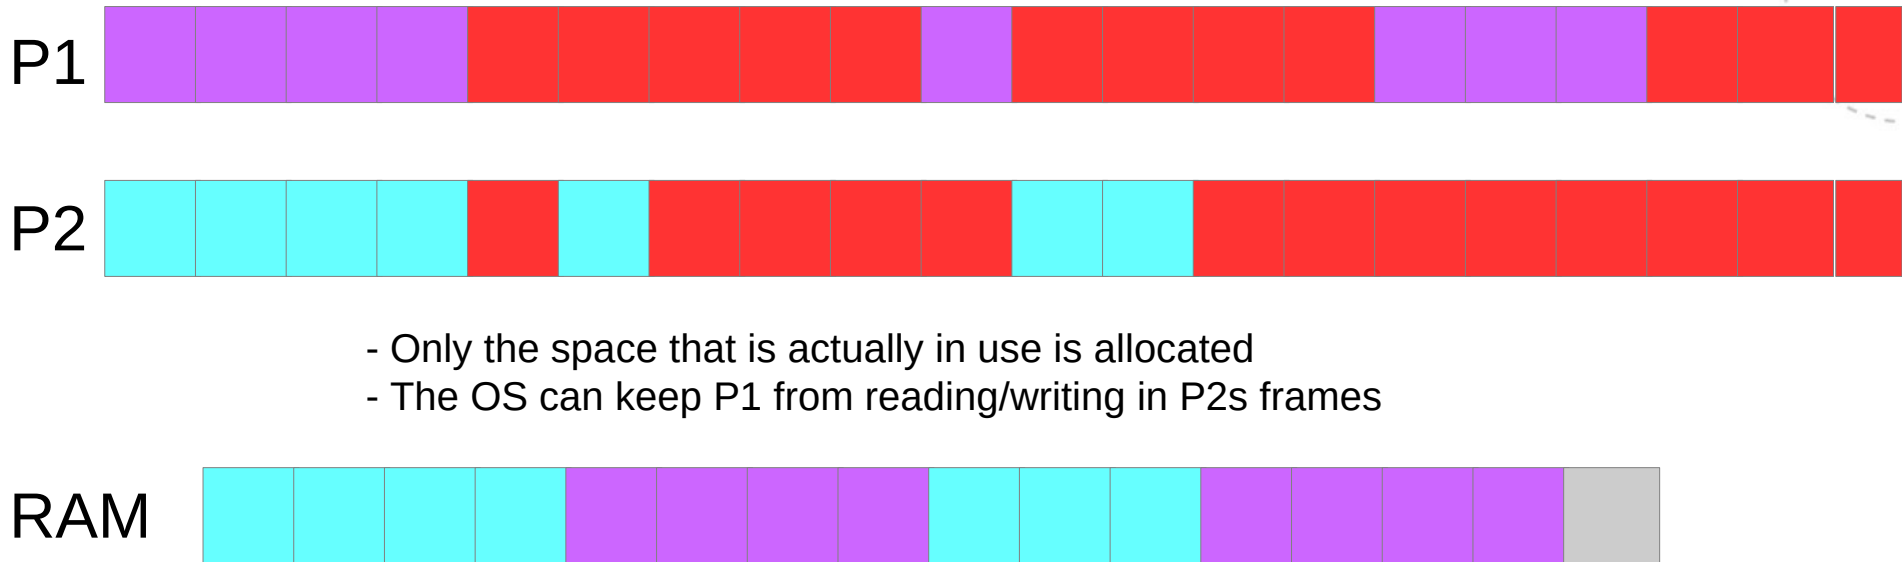 P1
P2
- Only the space that is actually in use is allocated
- The OS can keep P1 from reading/writing in P2s frames
RAM